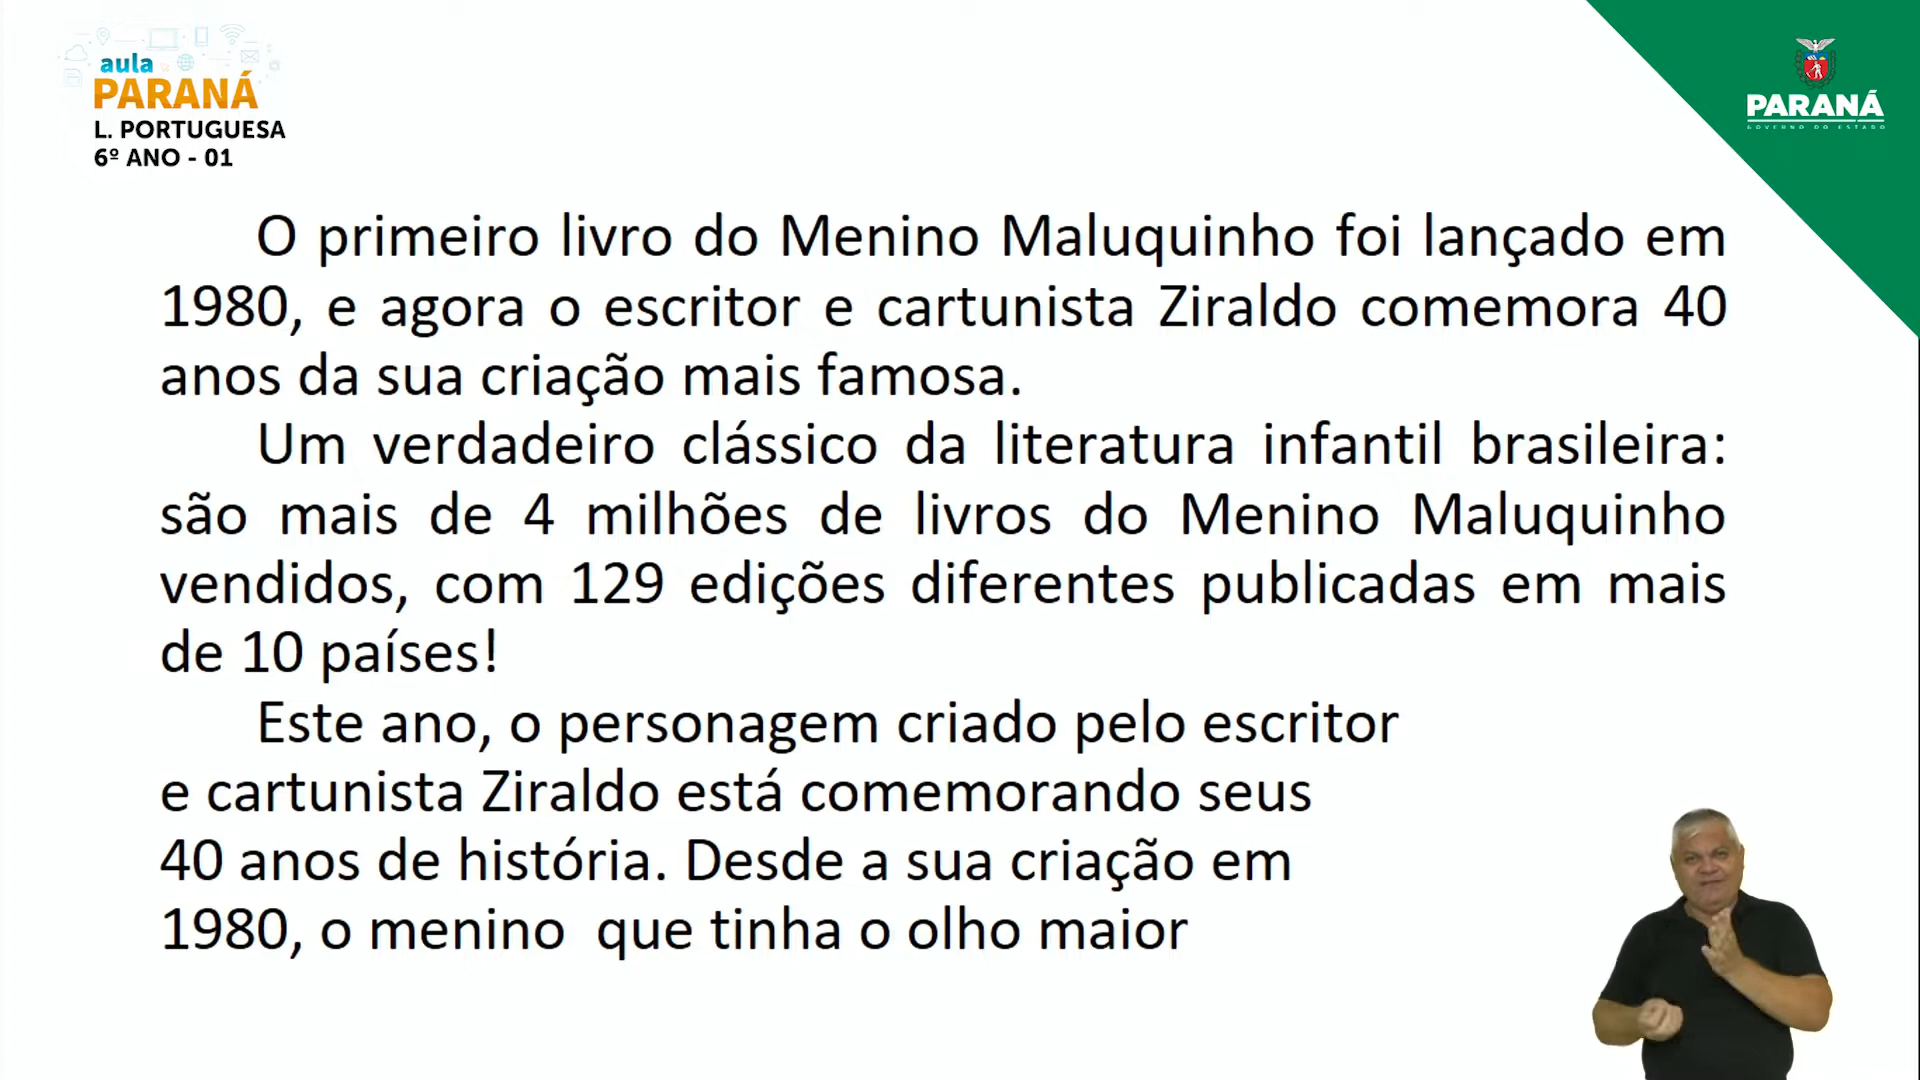 aula
PARANÁ
L. PORTUGUESA
6º ANO - 01
PARANÁ
GOVERNO DO ESTADO
O primeiro livro do Menino Maluquinho foi lançado em
1980, e agora o escritor e cartunista Ziraldo comemora 40
anos da sua criação mais famosa.
Um verdadeiro clássico da literatura infantil brasileira:
são mais de 4 milhões de livros do Menino Maluquinho
vendidos, com 129 edições diferentes publicadas em mais
de 10 países!
Este ano, o personagem criado pelo escritor
e cartunista Ziraldo está comemorando seus
40 anos de história. Desde a sua criação em
1980, o menino  que tinha o olho maior